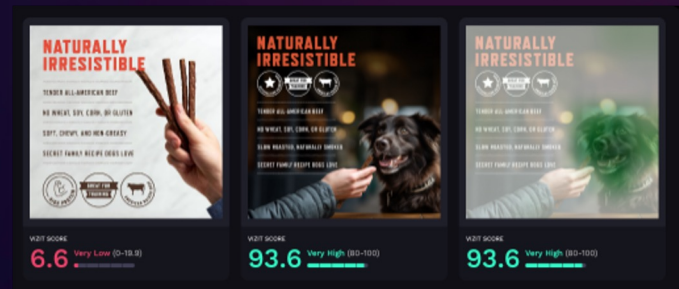 NATURALLY
IRRESISTIBLE
TENDER ALL-AMERICAN BEEF
NO WHEAT, SOY, CORN, OR GLUTEN
SOFT, CHEWY, AND NON-GREASY
SECRET FAMILY RECIPE DOGS LOVE
GREAT FOR
TRAINING
VIZIT SCORE
6.6 Very Low (0-19.9)
NATURALLY
IRRESISTIBLE
GREAT FOR
TRAINING
TENDER ALL-AMERICAN BEEF
NO WHEAT, SOY, CORN, OR GLUTEN
SLOW ROASTED, NATURALLY SMOKED
SECRET FAMILY RECIPE DOGS LOVE
VIZIT SCORE
93.6 Very High (80-100)
NATURALLY
IRRESISTIBLE
TENDER ALL-AMERICAN BEEF
NO WHEAT, SOY, CORN, OR GLUTEN
SLOW ROASTED, NATURALLY SMOKED
SECRET FAMILY RECIPE DOGS LOVE
VIZIT SCORE
93.6 Very High (80-100)